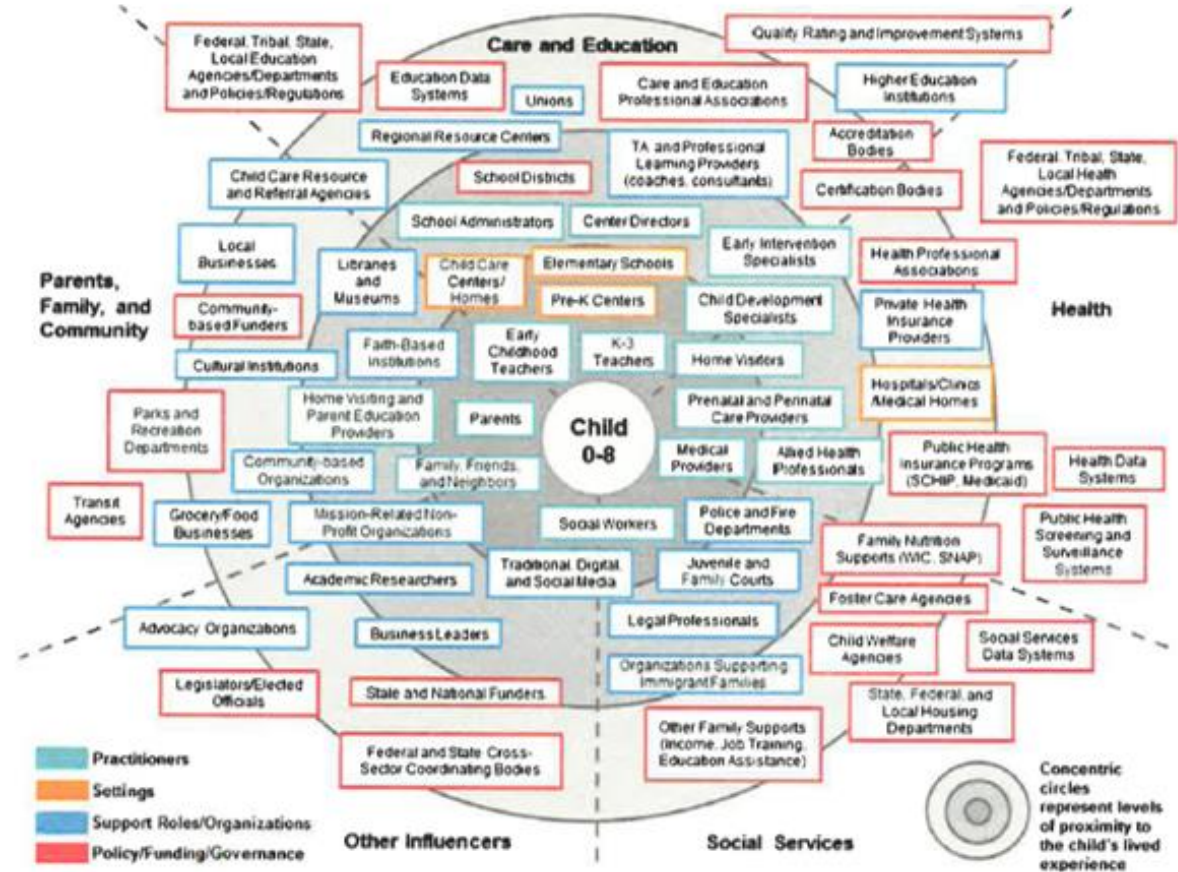 Care and Education
Quality Rating and Improvement Systems
Federal, Tribal, State,
Local Education
Agencies/Departments
and Policies/Regulations
Education Data
Systems
Unions
Care and Education
Professional Associations
Higher Education
Institutions
Regional Resource Centers
TA and Professional
Learning Providers
(coaches, consultants)
Accreditation
Bodies
Federal, Tribal, State,
Local Heath
Agencies/Departments
and Policies/Regulations
Child Care Resource
and Referral Agencies
School Districts
Certification Bodies
School Administrators
Center Directors
Early Intervention
Specialists
Local
Businesses
Libranes
and
Museums
Child Care
Centers/
Homes
Elementary Schools
Health Professional
Associations
Parents,
Family, and
Community
Community-
based Funders
Pre-K Centers
Child Development
Specialists
Private Health
Insurance
Providers
Health
Cultural Institutions
Faith-Based
Institutions
Early
Childhood
Teachers
K-3
Teachers
Home Visitors
Parks and
Recreation
Departments
Home Visiting and
Parent Education
Providers
Parents
Child
0-8
Prenatal and Perinatal
Care Providers
Hospitals/Clinics
/Medical Homes
Community-based
Organizations
Family, Friends,
and Neighbors
Medical
Providers
Allied Health
Professionals
Public Health
Insurance Programs
(SCHIP, Medicaid)
Health Data
Systems
Transit
Agencies
Grocery/Food
Businesses
Mission-Related Non-
Profit Organizations
Social Workers
Police and Fire
Departments
Family Nutrition
Supports (WIC, SNAP)
Public Health
Screening and
Surveillance
Systems
Academic Researchers
Traditional, Digital,
and Social Media
Juvenile and
Family Courts
Foster Care Agencies
Advocacy Organizations
Business Leaders
Legal Professionals
Child Welfare
Agencies
Social Services
Data Systems
Legislators/Elected
Officials
State and National Funders
Organizations Supporting
Immigrant Families
State, Federal, and
Local Housing
Departments
Federal and State Cross-
Sector Coordinating Bodies
Other Family Supports
(Income, Job Training,
Education Assistance)
Practitioners
Settings
Support Roles/Organizations
Policy/Funding/Governance
Other Influencers
Social Services
Concentric
circles
represent levels
of proximity to
the child's lived
experience